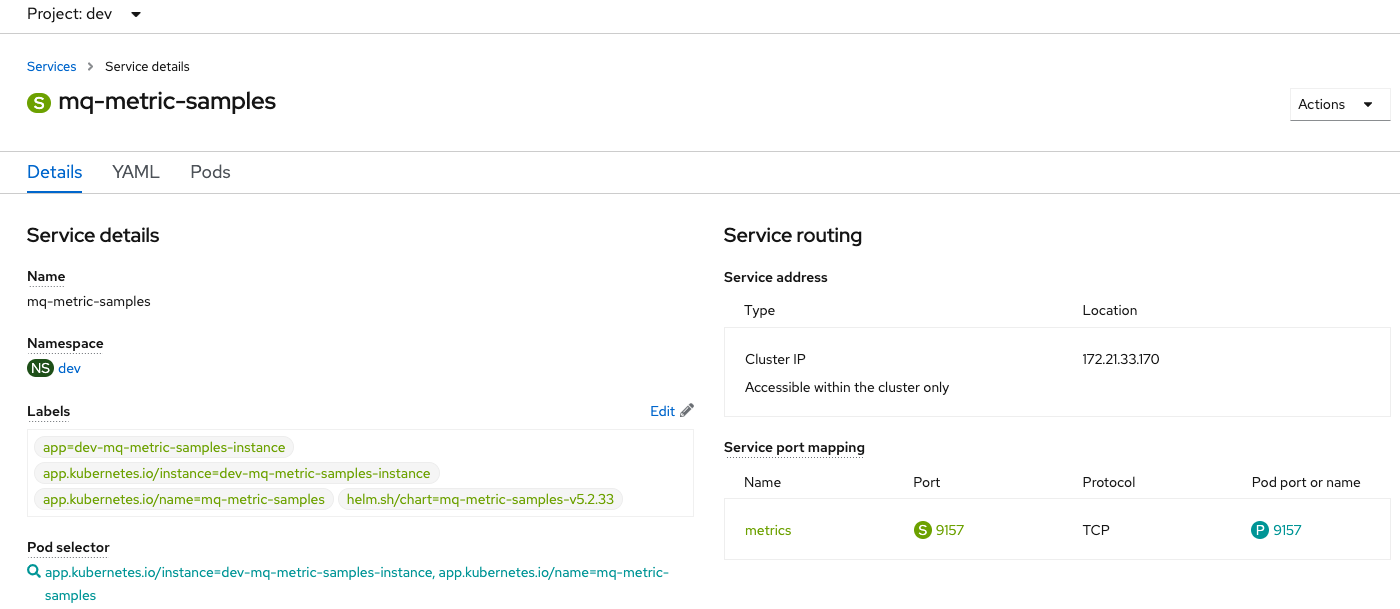 Project: dev
Services > Service details
S mq-metric-samples
Actions
Details YAML Pods
Service details
Name
mq-metric-samples
Namespace
NS dev
Labels
Edit
app=dev-mq-metric-samples-instance
app.kubernetes.io/instance=dev-mq-metric-samples-instance
app.kubernetes.io/name=mq-metric-samples helm.sh/chart=mq-metric-samples-v5.2.33
Pod selector
app.kubernetes.io/instance=dev-mq-metric-samples-instance, app.kubernetes.io/name=mq-metric-
samples
Service routing
Service address
Type Location
Cluster IP 172.21.33.170
Accessible within the cluster only
Service port mapping
Name Port Protocol Pod port or name
metrics S 9157 TCP P 9157